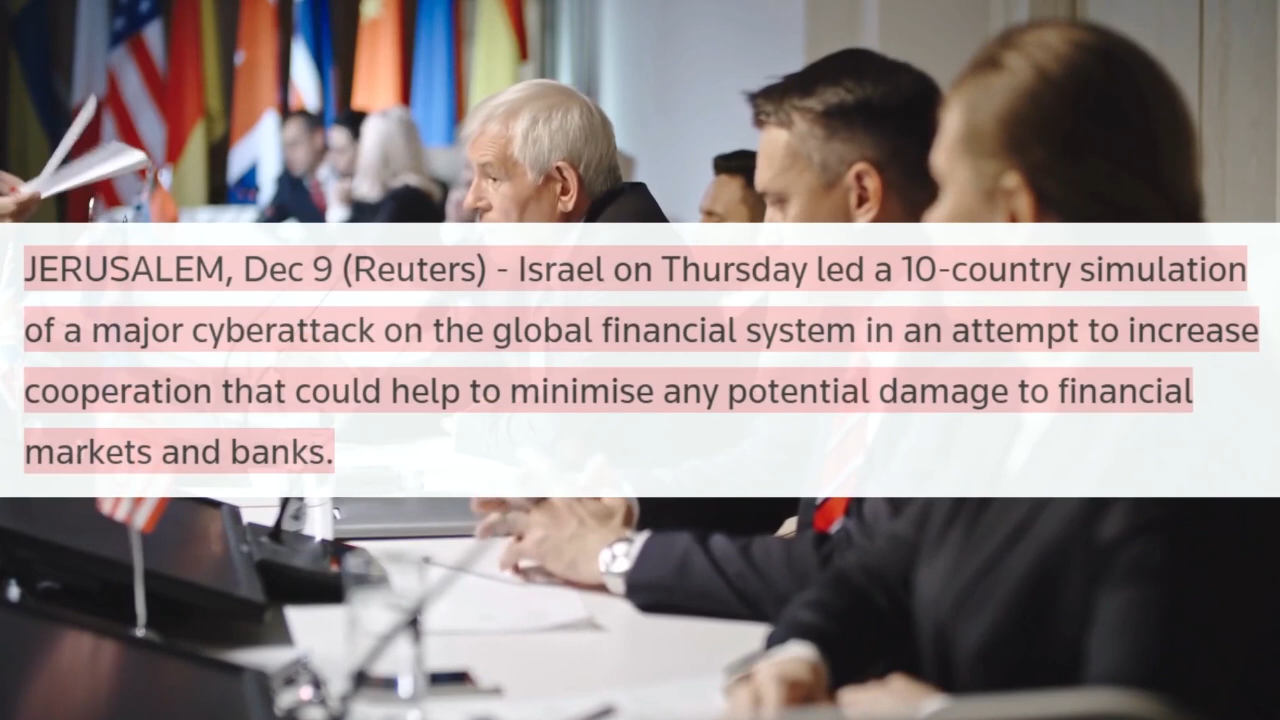 JERUSALEM, Dec 9 (Reuters) - Israel on Thursday led a 10-country simulation
of a major cyberattack on the global financial system in an attempt to increase
cooperation that could help to minimise any potential damage to financial
markets and banks.